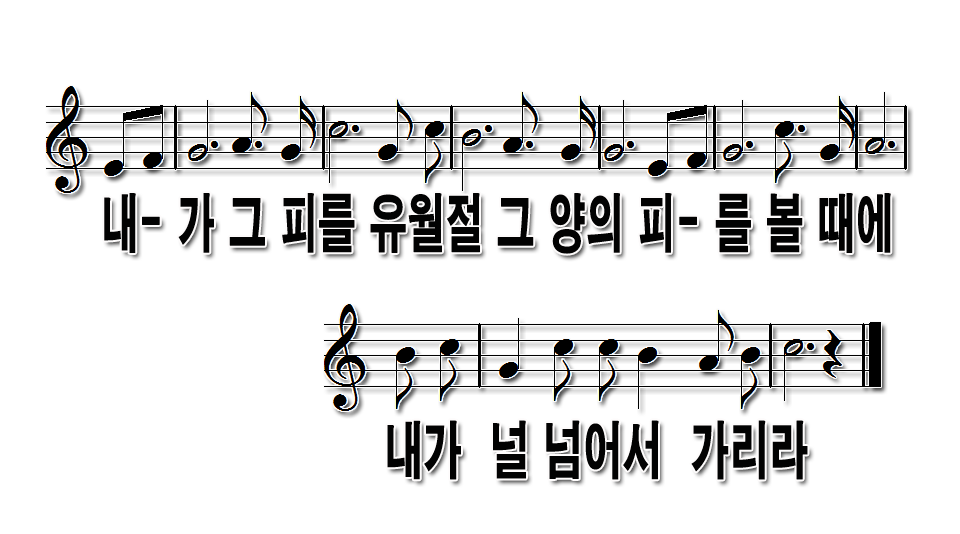 내- 가 그 피를 유월절 그 양의 피- 를 볼 때에
내가 널 넘어서 가리라